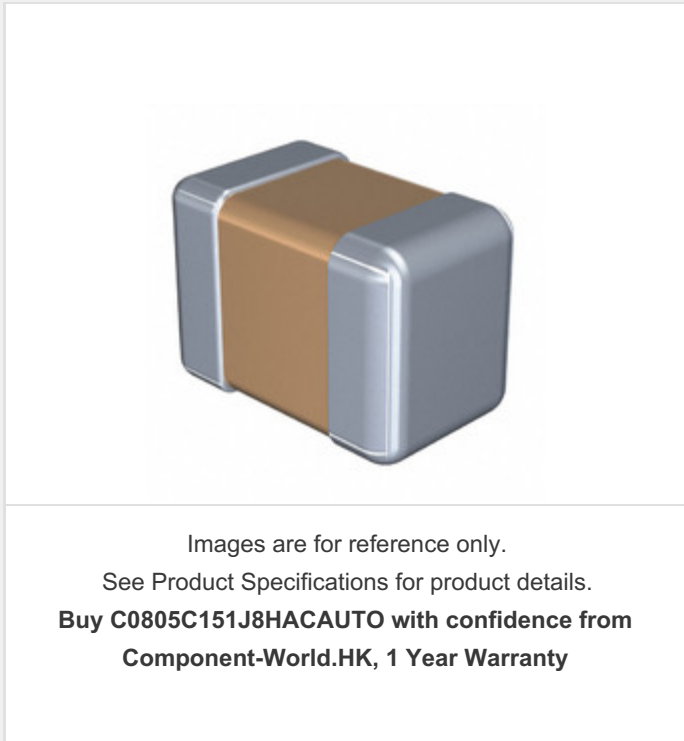 Images are for reference only.
See Product Specifications for product details.
Buy C0805C151J8HACAUTO with confidence from
Component-World.HK, 1 Year Warranty